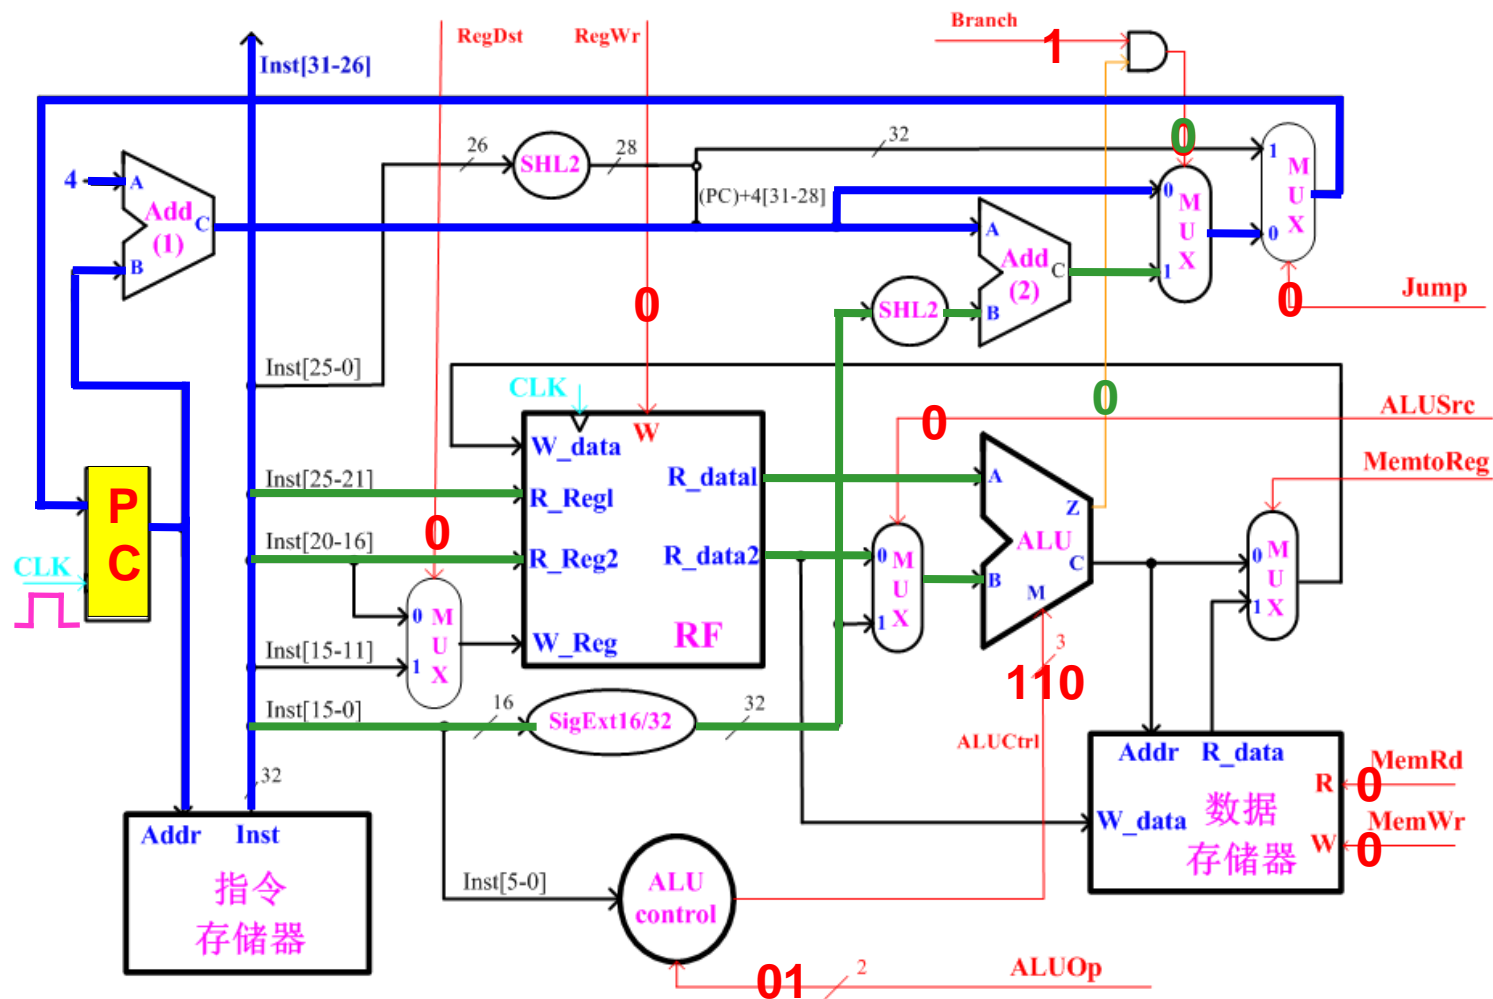 Branch
RegDst
RegWr
1
Inst[31-26]
0
26
SHL2
28
32
1
M
U
X
0
4
A
Add
(1)
C
B
(PC)+4[31-28]
0
M
U
X
1
A
Add
(2)
C
B
SHL2
0
0
Jump
Inst[25-0]
CLK
0
0
ALUSrc
W_data
W
MemtoReg
Inst[25-21]
R_Reg1
R_data1
A
Z
P
C
CLK
0
Inst[20-16]
R_Reg2
R_data2
0
M
U
X
1
B
ALU
C
M
0
M
U
X
1
0
M
U
X
1
W_Reg
RF
Inst[15-11]
3
110
Inst[15-0]
16
SigExt16/32
32
ALUCtrl
Addr
R_data
R
0
MemRd
32
W_data
数据
存储器
W
0
MemWr
Addr
Inst
指令
存储器
Inst[5-0]
ALU
control
01
2
ALUOp